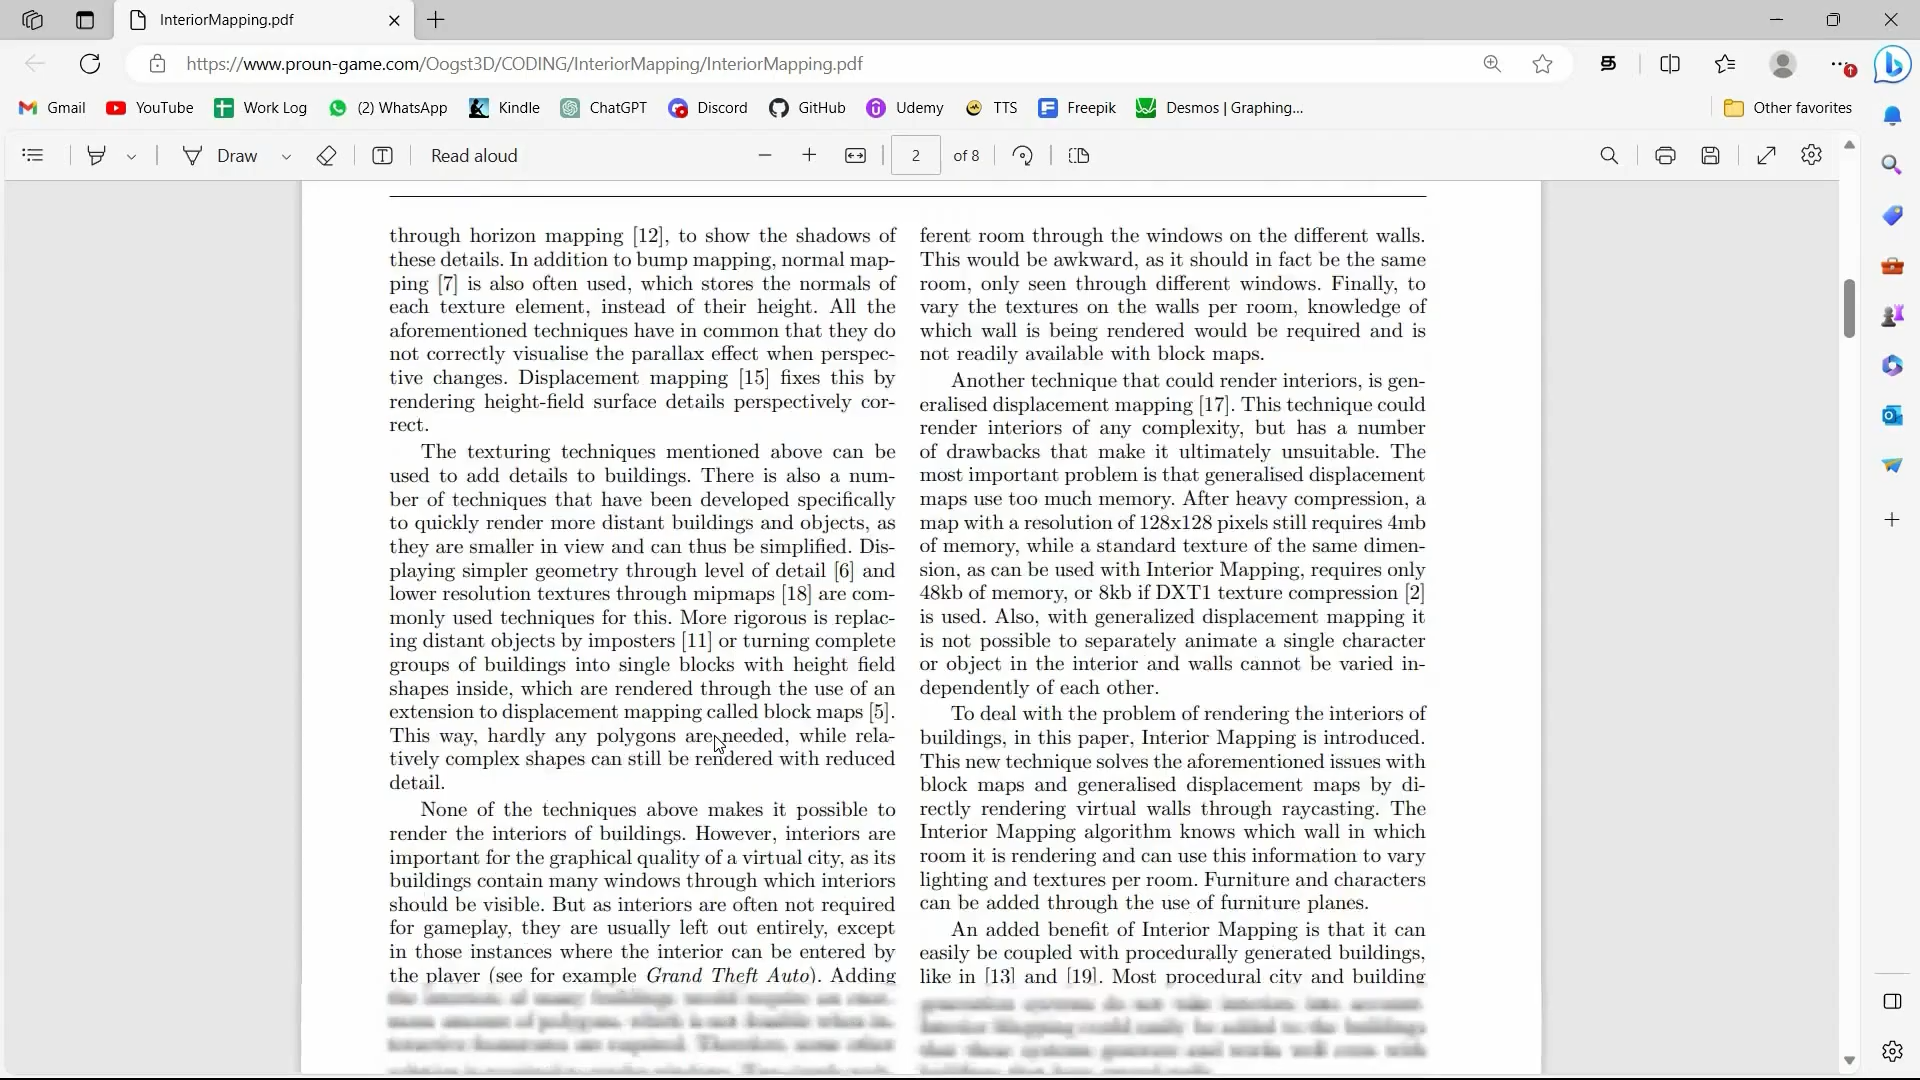 InteriorMapping.pdf
https://www.proun-game.com/Oogst3D/CODING/InteriorMapping/InteriorMapping.pdf
Gmail YouTube Work Log (2) WhatsApp Kindle ChatGPT Discord GitHub Udemy TTS Freepik Desmos | Graphing... Other favorites
Draw Read aloud 2 of 8
through horizon mapping [12], to show the shadows of
these details. In addition to bump mapping, normal map-
ping [7] is also often used, which stores the normals of
each texture element, instead of their height. All the
aforementioned techniques have in common that they do
not correctly visualise the parallax effect when perspec-
tive changes. Displacement mapping [15] fixes this by
rendering height-field surface details perspectively cor-
rect.
The texturing techniques mentioned above can be
used to add details to buildings. There is also a num-
ber of techniques that have been developed specifically
to quickly render more distant buildings and objects, as
they are smaller in view and can thus be simplified. Dis-
playing simpler geometry through level of detail [6] and
lower resolution textures through mipmaps [18] are com-
monly used techniques for this. More rigorous is replac-
ing distant objects by imposters [11] or turning complete
groups of buildings into single blocks with height field
shapes inside, which are rendered through the use of an
extension to displacement mapping called block maps [5].
This way, hardly any polygons are needed, while rela-
tively complex shapes can still be rendered with reduced
detail.
None of the techniques above makes it possible to
render the interiors of buildings. However, interiors are
important for the graphical quality of a virtual city, as its
buildings contain many windows through which interiors
should be visible. But as interiors are often not required
for gameplay, they are usually left out entirely, except
in those instances where the interior can be entered by
the player (see for example Grand Theft Auto). Adding
ferent room through the windows on the different walls.
This would be awkward, as it should in fact be the same
room, only seen through different windows. Finally, to
vary the textures on the walls per room, knowledge of
which wall is being rendered would be required and is
not readily available with block maps.
Another technique that could render interiors, is gen-
eralised displacement mapping [17]. This technique could
render interiors of any complexity, but has a number
of drawbacks that make it ultimately unsuitable. The
most important problem is that generalised displacement
maps use too much memory. After heavy compression, a
map with a resolution of 128x128 pixels still requires 4mb
of memory, while a standard texture of the same dimen-
sion, as can be used with Interior Mapping, requires only
48kb of memory, or 8kb if DXT1 texture compression [2]
is used. Also, with generalized displacement mapping it
is not possible to separately animate a single character
or object in the interior and walls cannot be varied in-
dependently of each other.
To deal with the problem of rendering the interiors of
buildings, in this paper, Interior Mapping is introduced.
This new technique solves the aforementioned issues with
block maps and generalised displacement maps by di-
rectly rendering virtual walls through raycasting. The
Interior Mapping algorithm knows which wall in which
room it is rendering and can use this information to vary
lighting and textures per room. Furniture and characters
can be added through the use of furniture planes.
An added benefit of Interior Mapping is that it can
easily be coupled with procedurally generated buildings,
like in [13] and [19]. Most procedural city and building